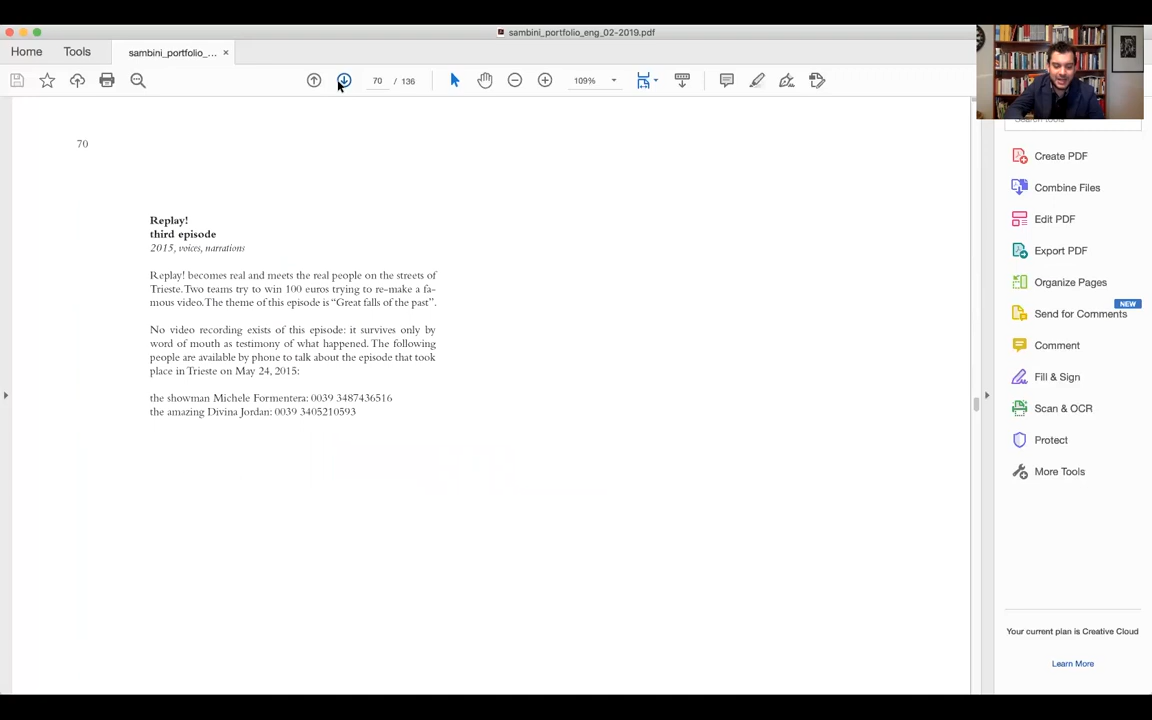 sambini_portfolio_eng_02-2019.pdf
Home
Tools
sambini_portfolio_...
70 / 136
109%
70
Replay!
third episode
2015, voices, narrations
Replay! becomes real and meets the real people on the streets of
Trieste. Two teams try to win 100 euros trying to re-make a fa-
mous video. The theme of this episode is “Great falls of the past”.
No video recording exists of this episode: it survives only by
word of mouth as testimony of what happened. The following
people are available by phone to talk about the episode that took
place in Trieste on May 24, 2015:
the showman Michele Formentera: 0039 3487436516
the amazing Divina Jordan: 0039 3405210593
Search tools
Create PDF
Combine Files
Edit PDF
Export PDF
Organize Pages
NEW
Send for Comments
Comment
Fill & Sign
Scan & OCR
Protect
More Tools
Your current plan is Creative Cloud
Learn More